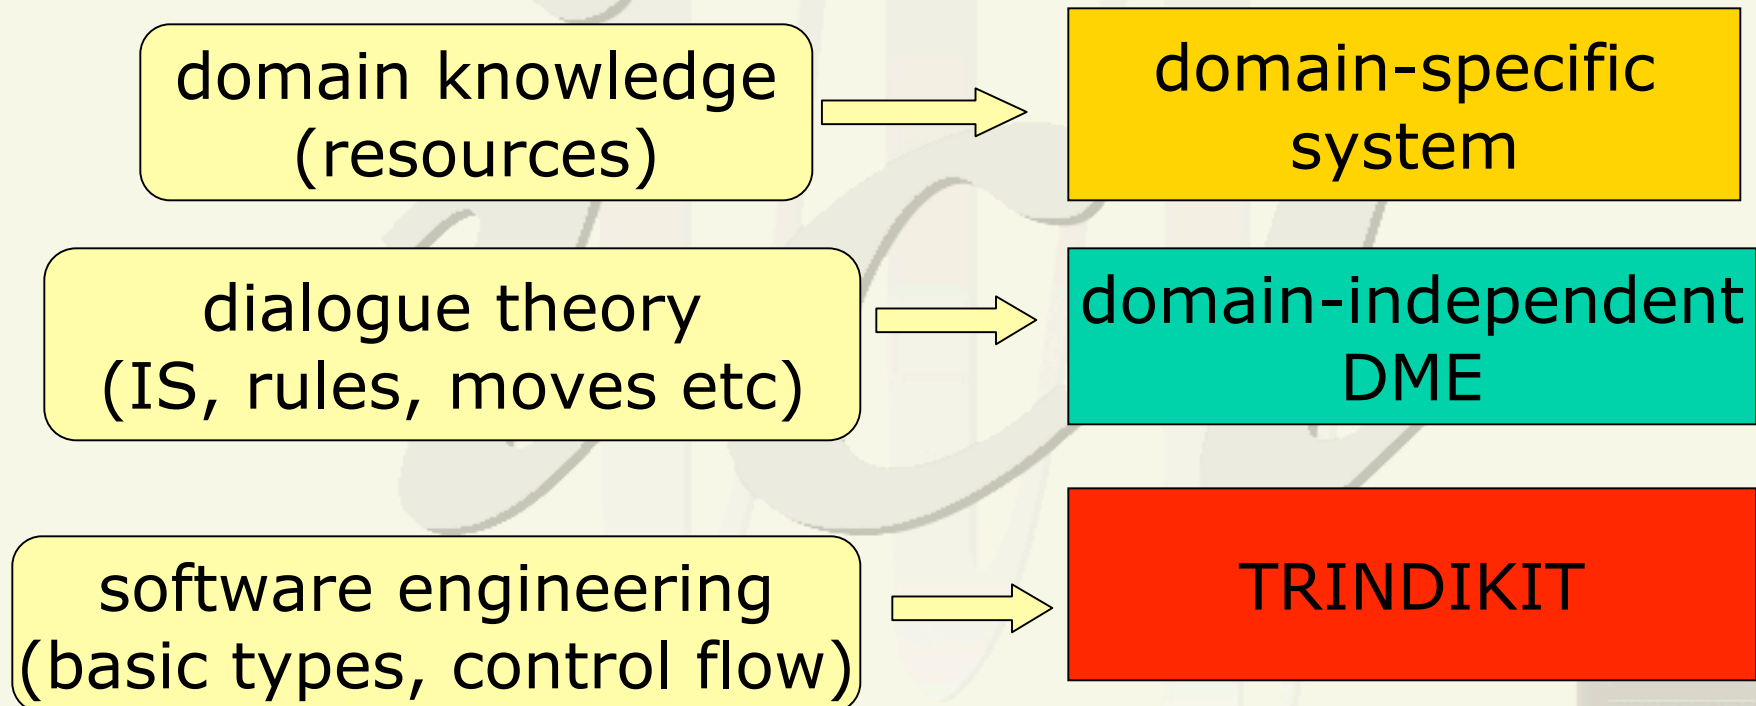 domain knowledge
(resources)
domain-specific
system
dialogue theory
(IS, rules, moves etc)
domain-independent
DME
software engineering
(basic types, control flow)
TRINDIKIT